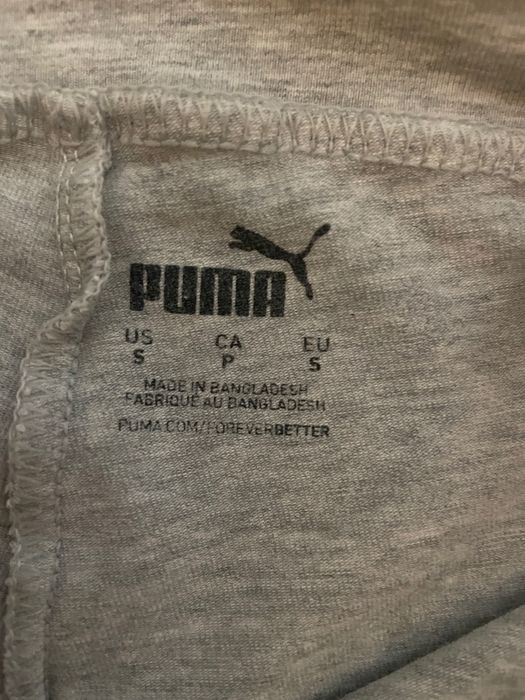 PUMA
US CA EU
S P S
MADE IN BANGLADESH
FABRIQUE AU BANGLADESH
PUMA.COM/FOREVERBETTER